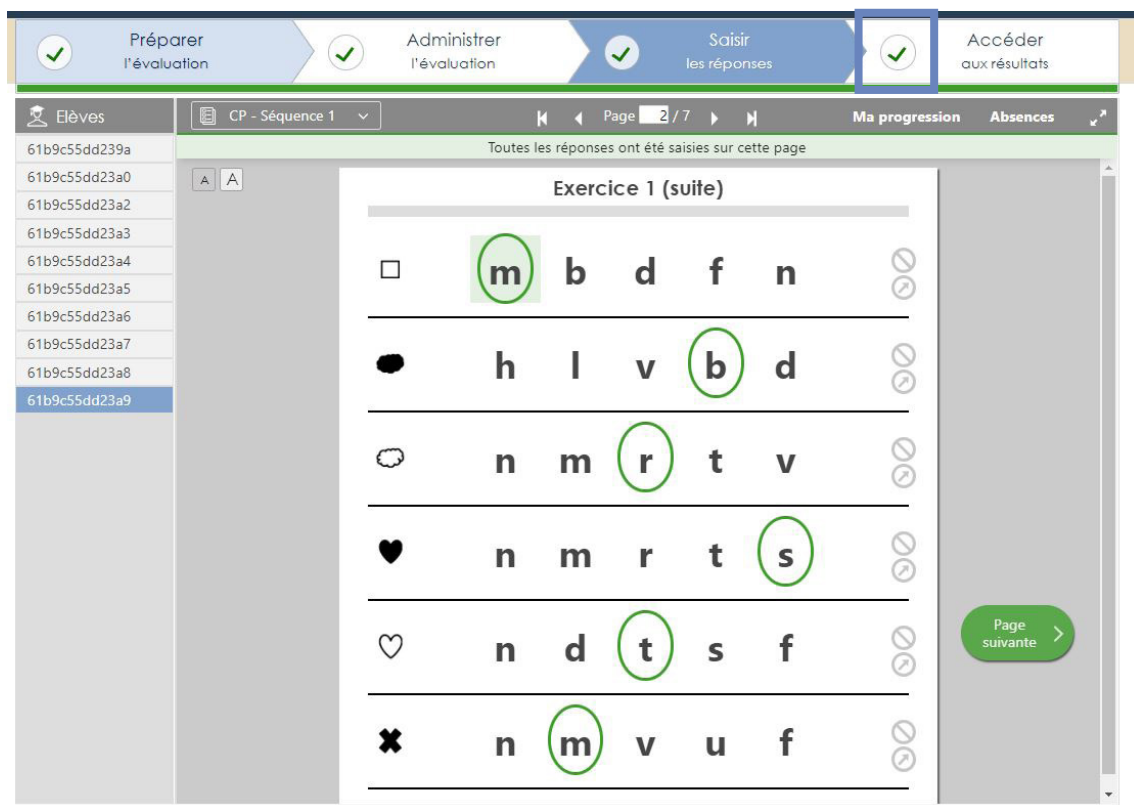 Préparer
l'évaluation
Administrer
l'évaluation
Saisir
les réponses
Accéder
aux résultats
Elèves
CP - Séquence 1
Page 2 / 7
Ma progression
Absences
61b9c55dd239a
61b9c55dd23a0
61b9c55dd23a2
61b9c55dd23a3
61b9c55dd23a4
61b9c55dd23a5
61b9c55dd23a6
61b9c55dd23a7
61b9c55dd23a8
61b9c55dd23a9
Toutes les réponses ont été saisies sur cette page
A A
Exercice 1 (suite)
m b d f n
h l v b d
n m r t v
n m r t s
n d t s f
n m v u f
Page
suivante